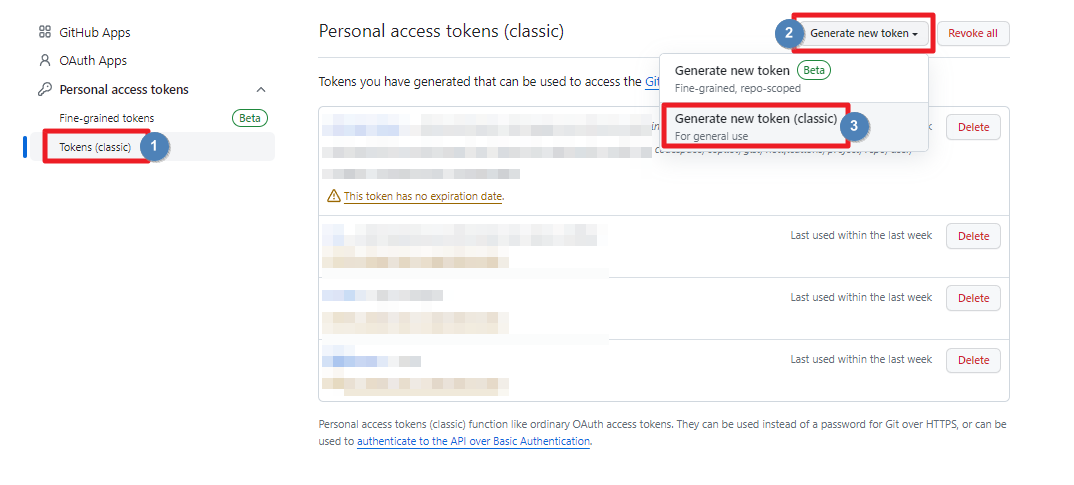 GitHub Apps
OAuth Apps
Personal access tokens
Fine-grained tokens Beta
Tokens (classic) 1
Personal access tokens (classic)
2 Generate new token
Revoke all
Generate new token Beta
Fine-grained, repo-scoped
Generate new token (classic) 3
For general use
Tokens you have generated that can be used to access the
Delete
This token has no expiration date.
Last used within the last week Delete
Last used within the last week Delete
Last used within the last week Delete
Personal access tokens (classic) function like ordinary OAuth access tokens. They can be used instead of a password for Git over HTTPS, or can be
used to authenticate to the API over Basic Authentication.